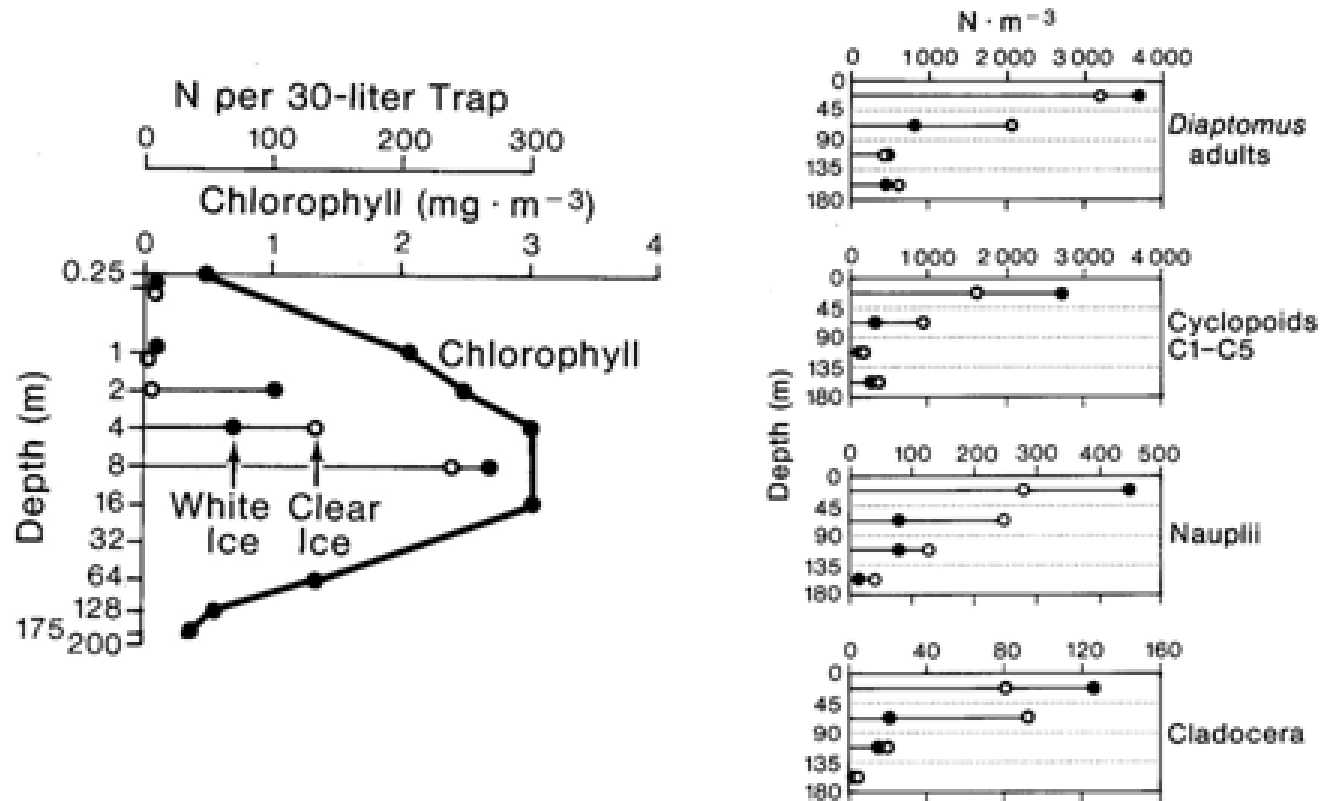 N per 30-liter Trap
0 100 200 300
Chlorophyll (mg · m⁻³)
0 1 2 3 4
Depth (m)
0.25
1
2
4
8
16
32
64
128
175
200
Chlorophyll
White Ice
Clear Ice
N · m⁻³
0 1000 2000 3000 4000
0
45
90
135
180
Diaptomus
adults
0 1000 2000 3000 4000
0
45
90
135
180
Cyclopoids
C1-C5
Depth (m)
0 100 200 300 400 500
0
45
90
135
180
Nauplii
0 40 80 120 160
0
45
90
135
180
Cladocera